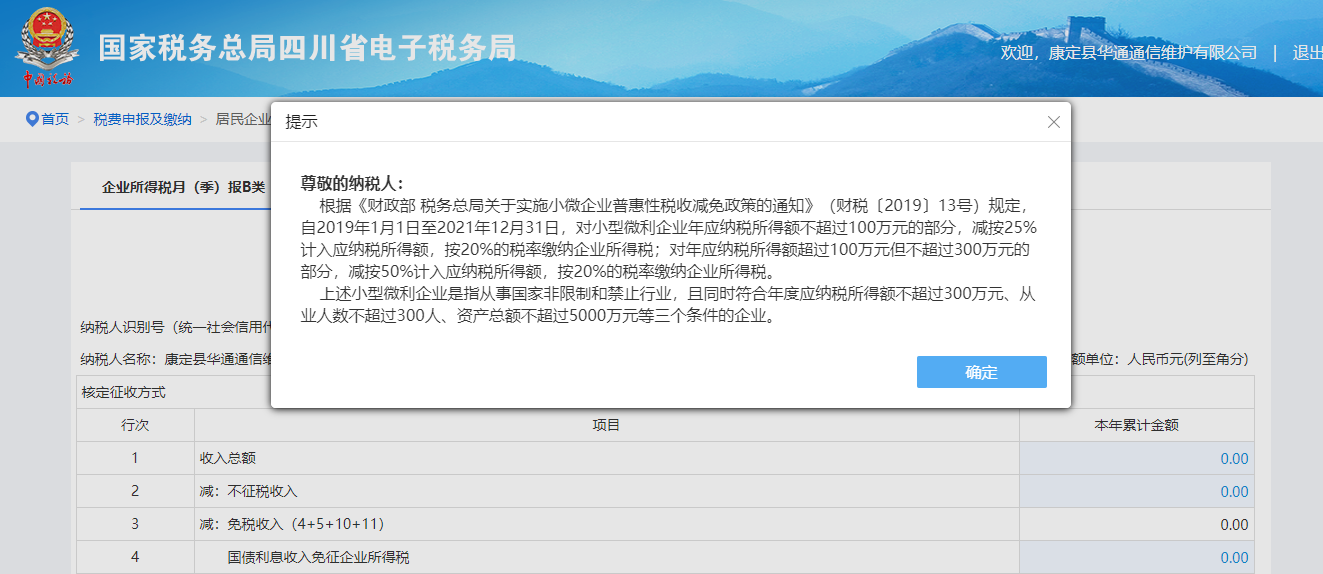 国家税务总局四川省电子税务局
中国税务
欢迎，康定县华通通信维护有限公司 | 退出
首页 > 税费申报及缴纳 > 居民企业
提示
企业所得税月（季）报B类
尊敬的纳税人：
根据《财政部 税务总局关于实施小微企业普惠性税收减免政策的通知》（财税〔2019〕13号）规定，
自2019年1月1日至2021年12月31日，对小型微利企业年应纳税所得额不超过100万元的部分，减按25%
计入应纳税所得额，按20%的税率缴纳企业所得税；对年应纳税所得额超过100万元但不超过300万元的
部分，减按50%计入应纳税所得额，按20%的税率缴纳企业所得税。
上述小型微利企业是指从事国家非限制和禁止行业，且同时符合年度应纳税所得额不超过300万元、从
业人数不超过300人、资产总额不超过5000万元等三个条件的企业。
确定
纳税人识别号（统一社会信用代
纳税人名称：康定县华通通信维 额单位：人民币元(列至角分)
核定征收方式
行次 项目 本年累计金额
1 收入总额 0.00
2 减：不征税收入 0.00
3 减：免税收入（4+5+10+11） 0.00
4 国债利息收入免征企业所得税 0.00